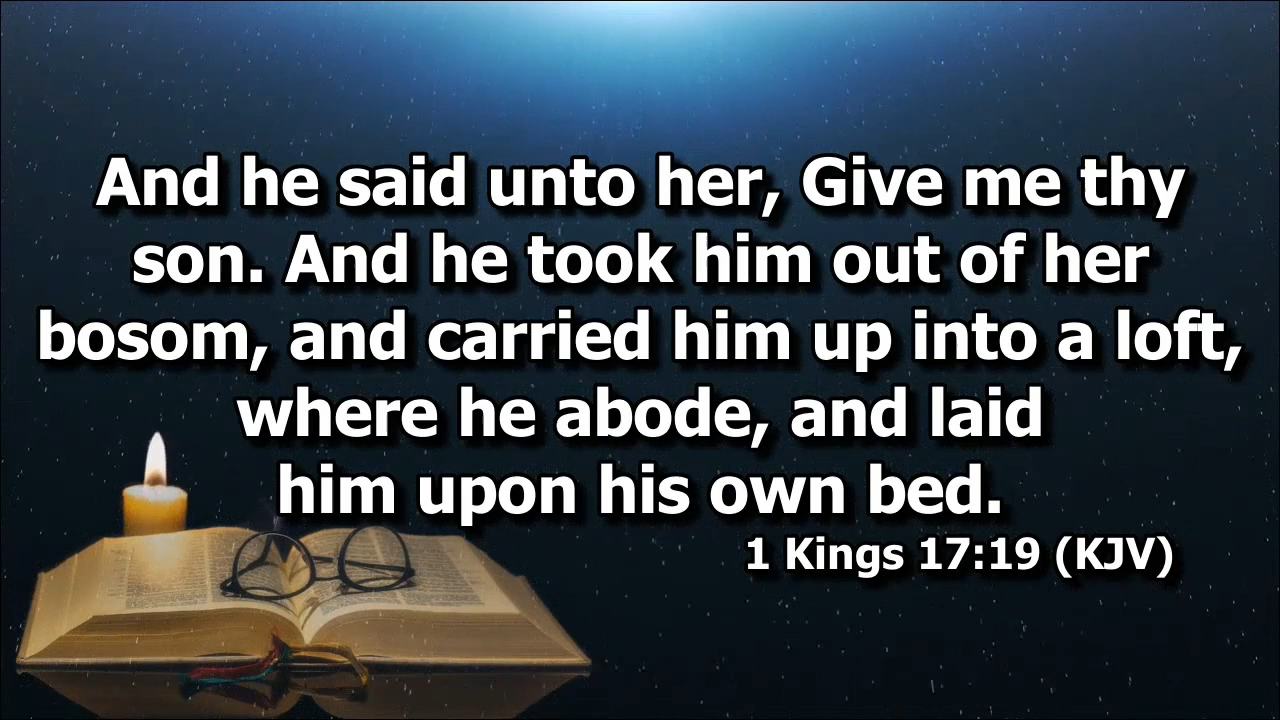 And he said unto her, Give me thy
son. And he took him out of her
bosom, and carried him up into a loft,
where he abode, and laid
him upon his own bed.
1 Kings 17:19 (KJV)